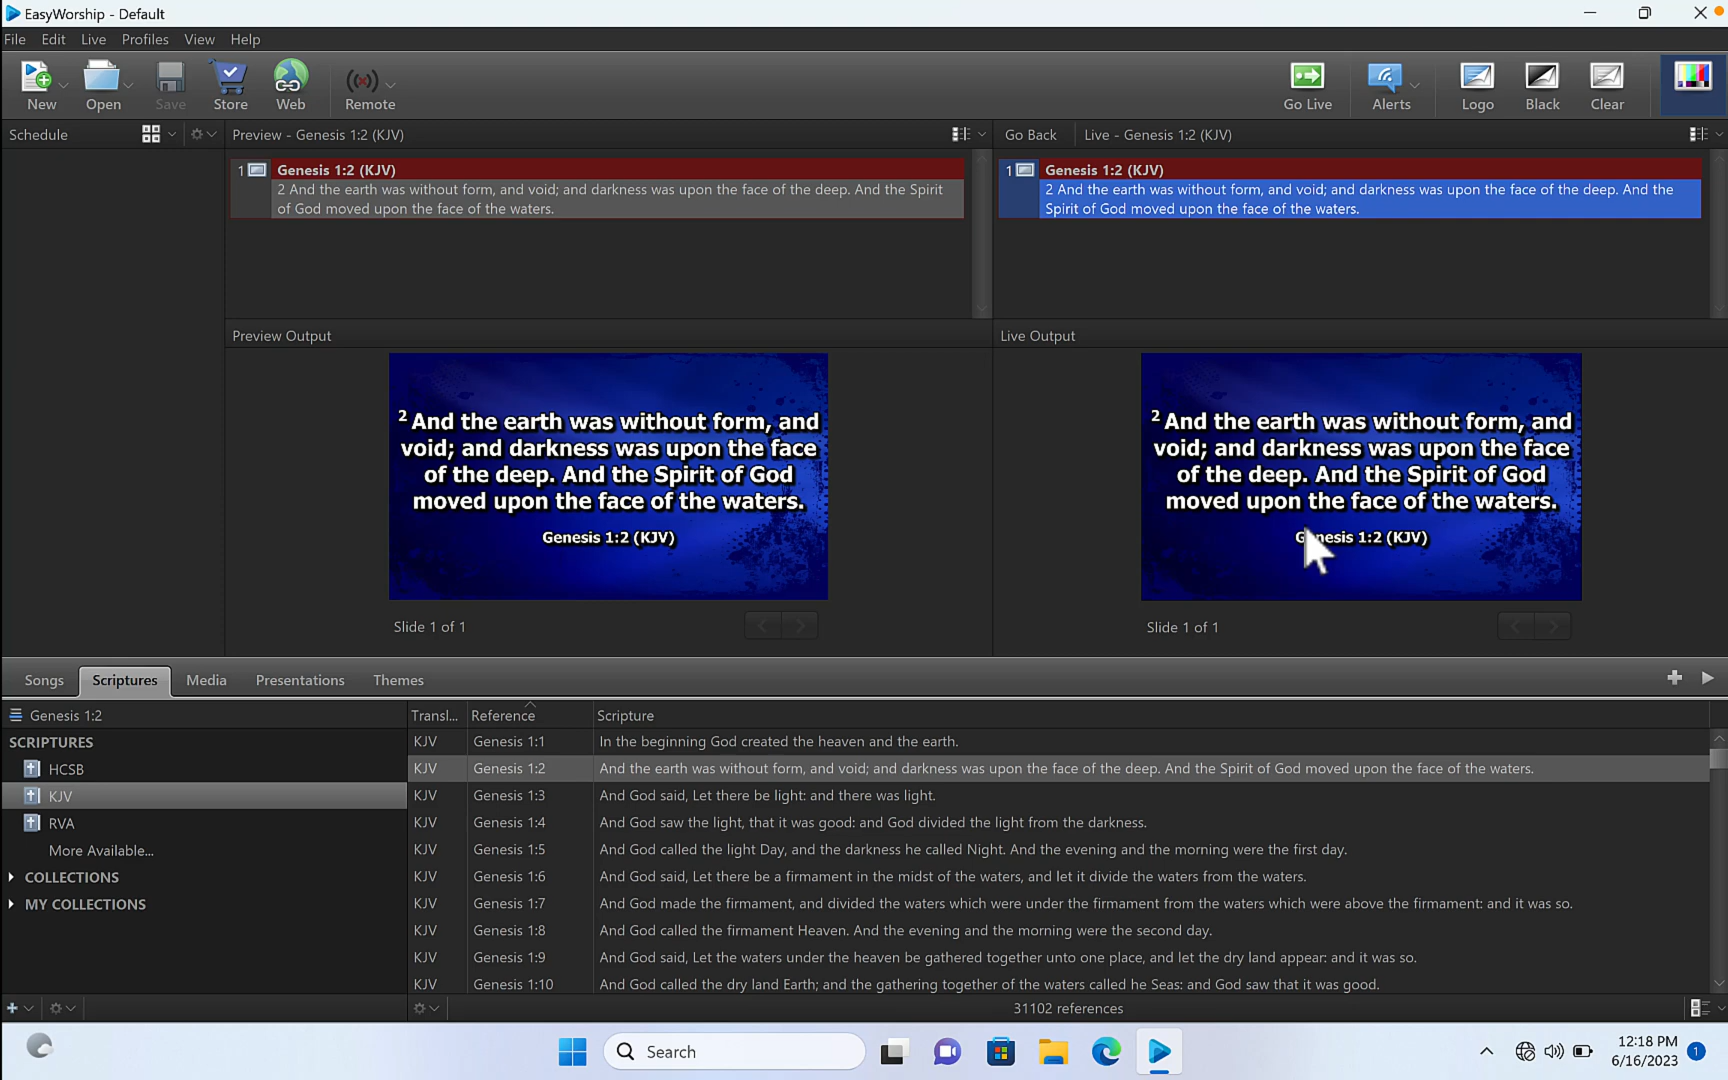 EasyWorship - Default
File Edit Live Profiles View Help
New Open Save Store Web Remote Go Live Alerts Logo Black Clear
Schedule Preview - Genesis 1:2 (KJV) Go Back Live - Genesis 1:2 (KJV)
1 Genesis 1:2 (KJV)
2 And the earth was without form, and void; and darkness was upon the face of the deep. And the Spirit
of God moved upon the face of the waters.
1 Genesis 1:2 (KJV)
2 And the earth was without form, and void; and darkness was upon the face of the deep. And the
Spirit of God moved upon the face of the waters.
Preview Output
2 And the earth was without form, and
void; and darkness was upon the face
of the deep. And the Spirit of God
moved upon the face of the waters.
Genesis 1:2 (KJV)
Slide 1 of 1
Live Output
2 And the earth was without form, and
void; and darkness was upon the face
of the deep. And the Spirit of God
moved upon the face of the waters.
Genesis 1:2 (KJV)
Slide 1 of 1
Songs Scriptures Media Presentations Themes
Genesis 1:2
SCRIPTURES
HCSB
KJV
RVA
More Available...
COLLECTIONS
MY COLLECTIONS
Transl... Reference Scripture
KJV Genesis 1:1 In the beginning God created the heaven and the earth.
KJV Genesis 1:2 And the earth was without form, and void; and darkness was upon the face of the deep. And the Spirit of God moved upon the face of the waters.
KJV Genesis 1:3 And God said, Let there be light: and there was light.
KJV Genesis 1:4 And God saw the light, that it was good: and God divided the light from the darkness.
KJV Genesis 1:5 And God called the light Day, and the darkness he called Night. And the evening and the morning were the first day.
KJV Genesis 1:6 And God said, Let there be a firmament in the midst of the waters, and let it divide the waters from the waters.
KJV Genesis 1:7 And God made the firmament, and divided the waters which were under the firmament from the waters which were above the firmament: and it was so.
KJV Genesis 1:8 And God called the firmament Heaven. And the evening and the morning were the second day.
KJV Genesis 1:9 And God said, Let the waters under the heaven be gathered together unto one place, and let the dry land appear: and it was so.
KJV Genesis 1:10 And God called the dry land Earth; and the gathering together of the waters called he Seas: and God saw that it was good.
31102 references
Search
12:18 PM
6/16/2023 1